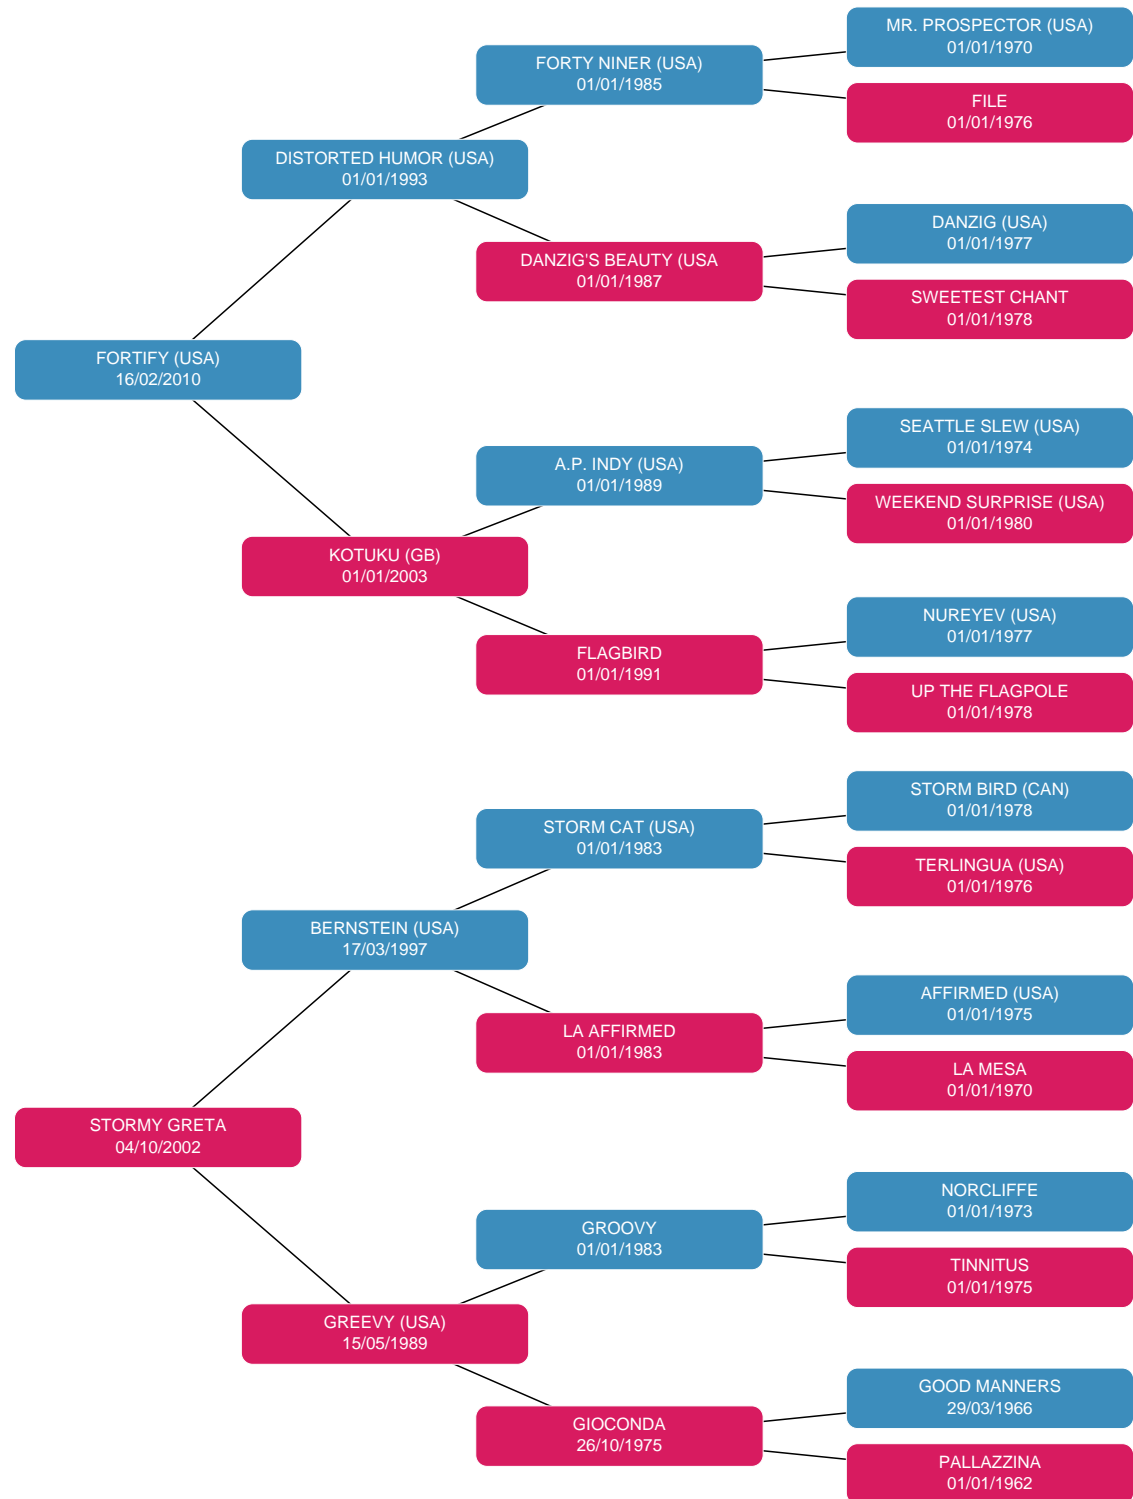 MR. PROSPECTOR (USA)
01/01/1970
FORTY NINER (USA)
01/01/1985
FILE
01/01/1976
DISTORTED HUMOR (USA)
01/01/1993
DANZIG (USA)
01/01/1977
DANZIG'S BEAUTY (USA
01/01/1987
SWEETEST CHANT
01/01/1978
FORTIFY (USA)
16/02/2010
SEATTLE SLEW (USA)
01/01/1974
A.P. INDY (USA)
01/01/1989
WEEKEND SURPRISE (USA)
01/01/1980
KOTUKU (GB)
01/01/2003
NUREYEV (USA)
01/01/1977
FLAGBIRD
01/01/1991
UP THE FLAGPOLE
01/01/1978
STORM BIRD (CAN)
01/01/1978
STORM CAT (USA)
01/01/1983
TERLINGUA (USA)
01/01/1976
BERNSTEIN (USA)
17/03/1997
AFFIRMED (USA)
01/01/1975
LA AFFIRMED
01/01/1983
LA MESA
01/01/1970
STORMY GRETA
04/10/2002
NORCLIFFE
01/01/1973
GROOVY
01/01/1983
TINNITUS
01/01/1975
GREEVY (USA)
15/05/1989
GOOD MANNERS
29/03/1966
GIOCONDA
26/10/1975
PALLAZZINA
01/01/1962